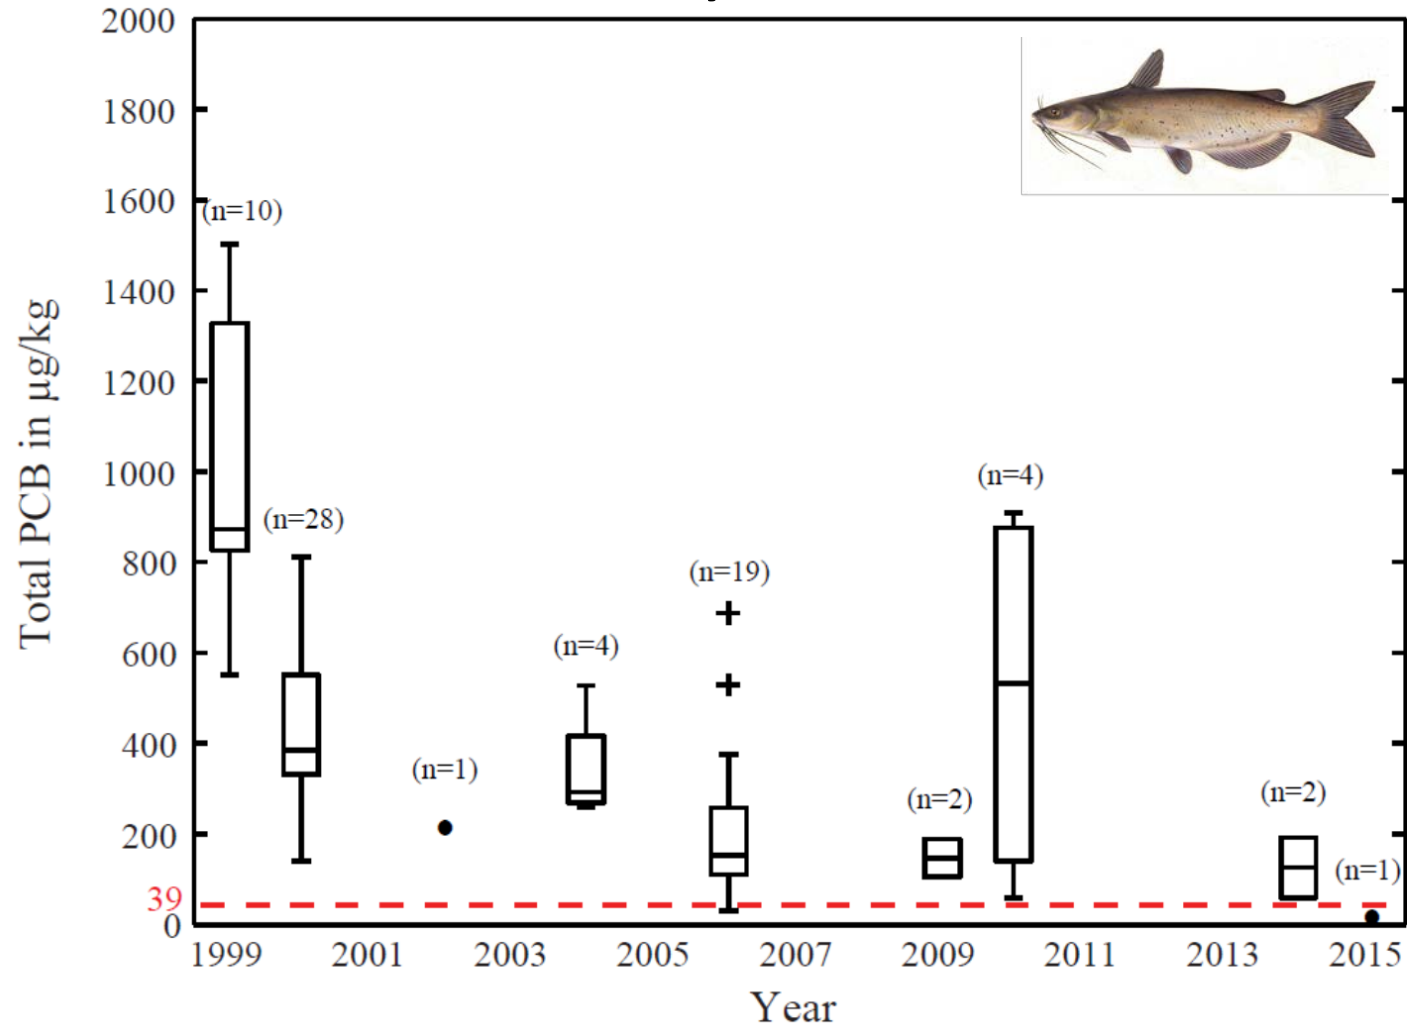 2000
1800
1600
(n=10)
1400
1200
1000
(n=4)
(n=28)
800
(n=19)
600
(n=4)
400
(n=1)
(n=2)
(n=2)
200
(n=1)
39
0
1999 2001 2003 2005 2007 2009 2011 2013 2015
Year
Total PCB in µg/kg